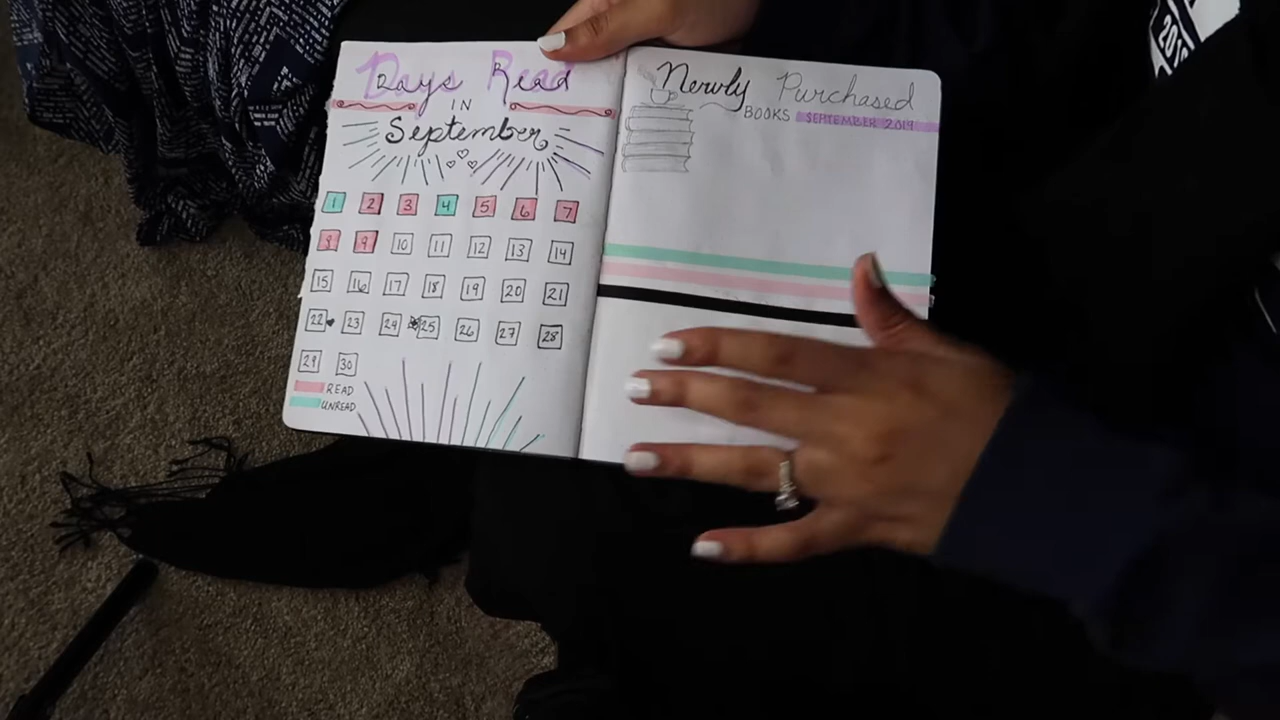 Days Read
Days Read
IN
September
1 2 3 4 5 6 7
8 9 10 11 12 13 14
15 16 17 18 19 20 21
22 23 24 25 26 27 28
29 30
READ
UNREAD
Newly Purchased
BOOKS SEPTEMBER 2019